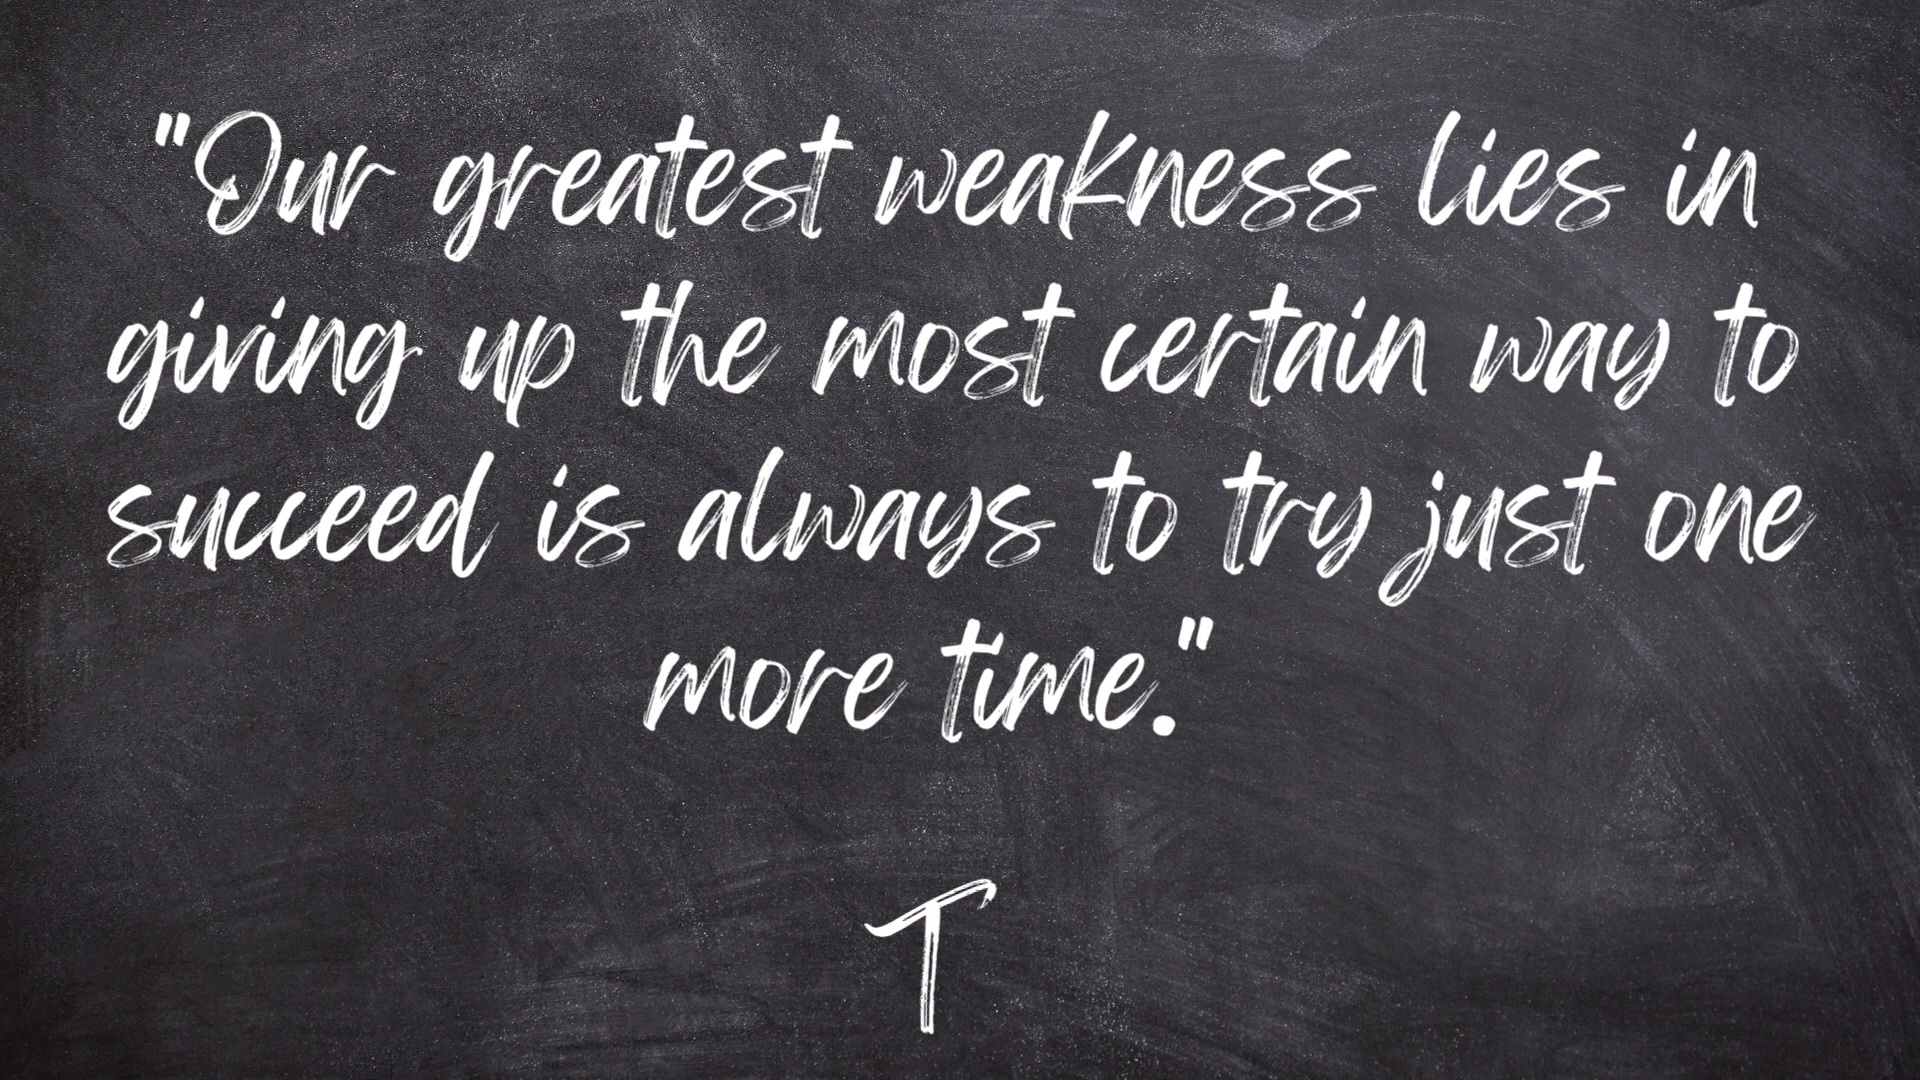 "Our greatest weakness lies in
giving up the most certain way to
succeed is always to try just one
more time."
T